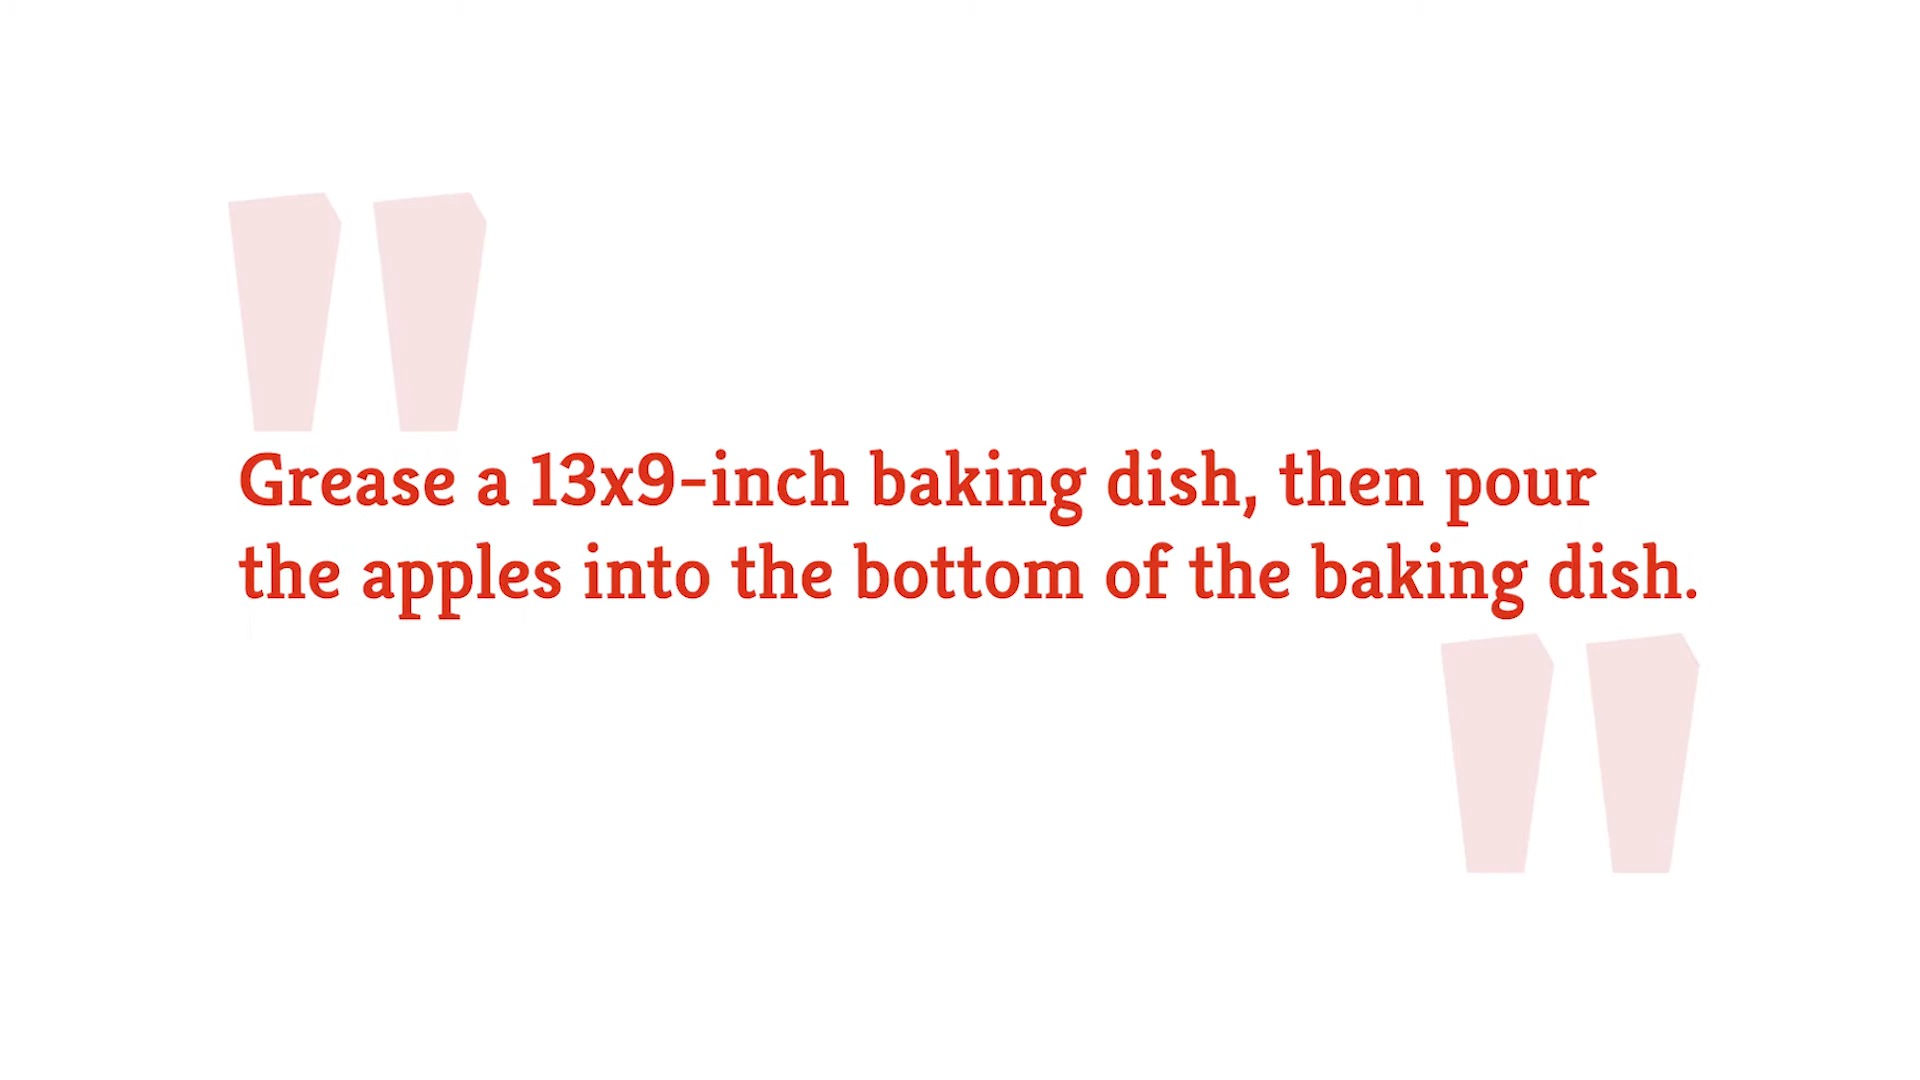 "
Grease a 13x9-inch baking dish, then pour
the apples into the bottom of the baking dish.
"